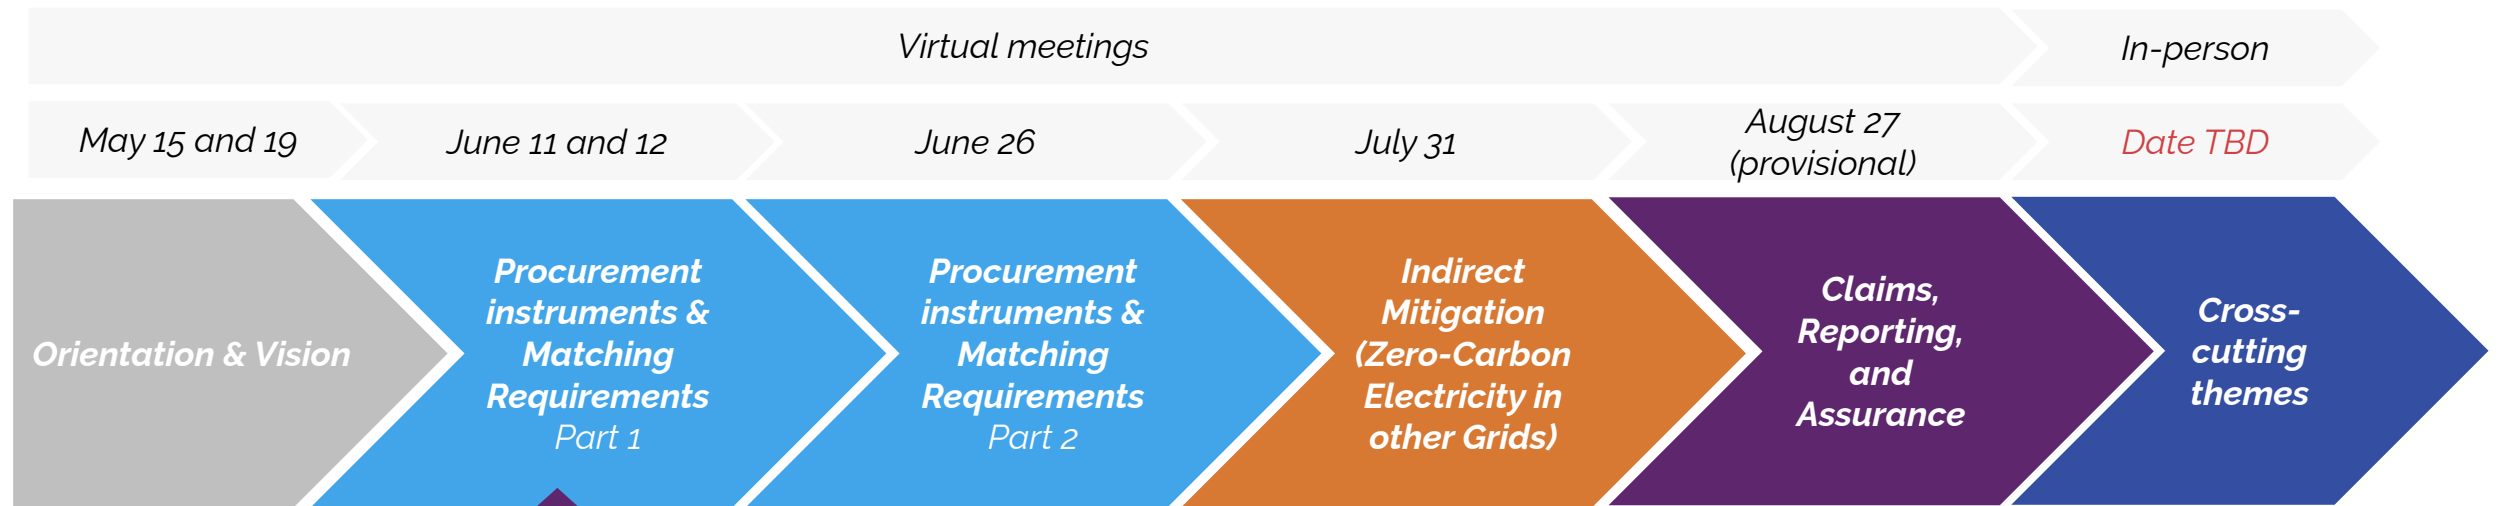 Virtual meetings
In-person
May 15 and 19
June 11 and 12
June 26
July 31
August 27
(provisional)
Date TBD
Orientation & Vision
Procurement
instruments &
Matching
Requirements
Part 1
Procurement
instruments &
Matching
Requirements
Part 2
Indirect
Mitigation
(Zero-Carbon
Electricity in
other Grids)
Claims,
Reporting,
and
Assurance
Cross-
cutting
themes